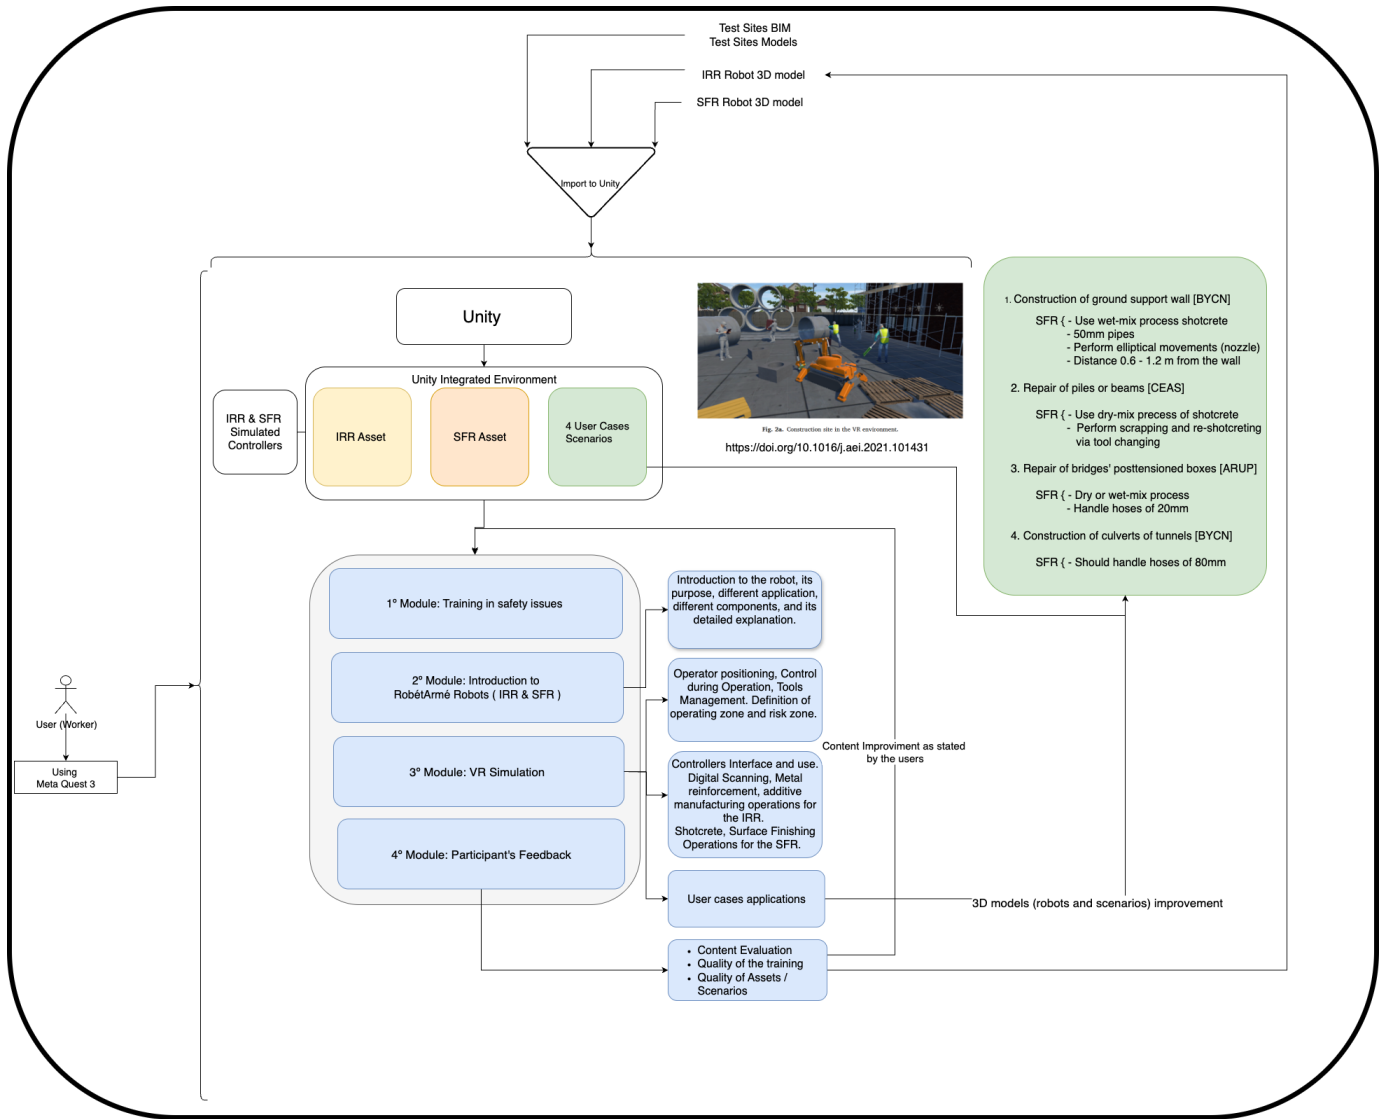 Test Sites BIM
Test Sites Models
IRR Robot 3D model
SFR Robot 3D model
Import to Unity
Unity
Unity Integrated Environment
IRR & SFR
Simulated
Controllers
IRR Asset
SFR Asset
4 User Cases
Scenarios
Fig. 2a. Construction site in the VR environment.
https://doi.org/10.1016/j.aei.2021.101431
1. Construction of ground support wall [BYCN]
SFR { - Use wet-mix process shotcrete
- 50mm pipes
- Perform elliptical movements (nozzle)
- Distance 0.6 - 1.2 m from the wall
2. Repair of piles or beams [CEAS]
SFR { - Use dry-mix precess of shotcrete
- Perform scrapping and re-shotcreting
via tool changing
3. Repair of bridges' posttensioned boxes [ARUP]
SFR { - Dry or wet-mix process
- Handle hoses of 20mm
4. Construction of culverts of tunnels [BYCN]
SFR { - Should handle hoses of 80mm
1º Module: Training in safety issues
2º Module: Introduction to
RobétArmé Robots ( IRR & SFR )
3º Module: VR Simulation
4º Module: Participant's Feedback
Introduction to the robot, its
purpose, different application,
different components, and its
detailed explanation.
Operator positioning, Control
during Operation, Tools
Management. Definition of
operating zone and risk zone.
Controllers Interface and use.
Digital Scanning, Metal
reinforcement, additive
manufacturing operations for
the IRR.
Shotcrete, Surface Finishing
Operations for the SFR.
User cases applications
• Content Evaluation
• Quality of the training
• Quality of Assets /
Scenarios
Content Improviment as stated
by the users
3D models (robots and scenarios) improvement
User (Worker)
Using
Meta Quest 3